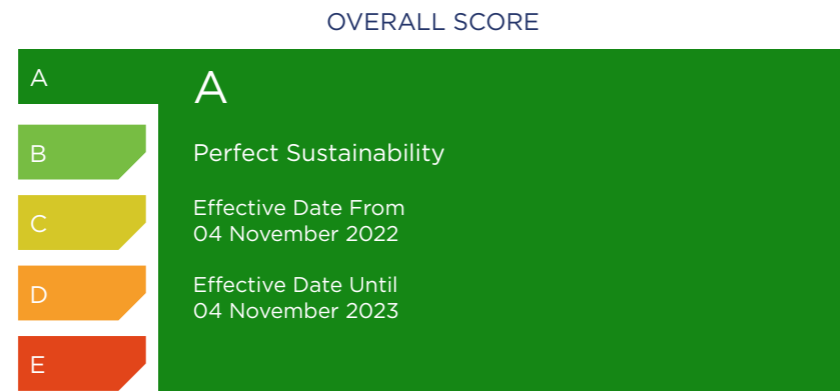 OVERALL SCORE
A
A
B
Perfect Sustainability
C
Effective Date From
04 November 2022
D
Effective Date Until
04 November 2023
E